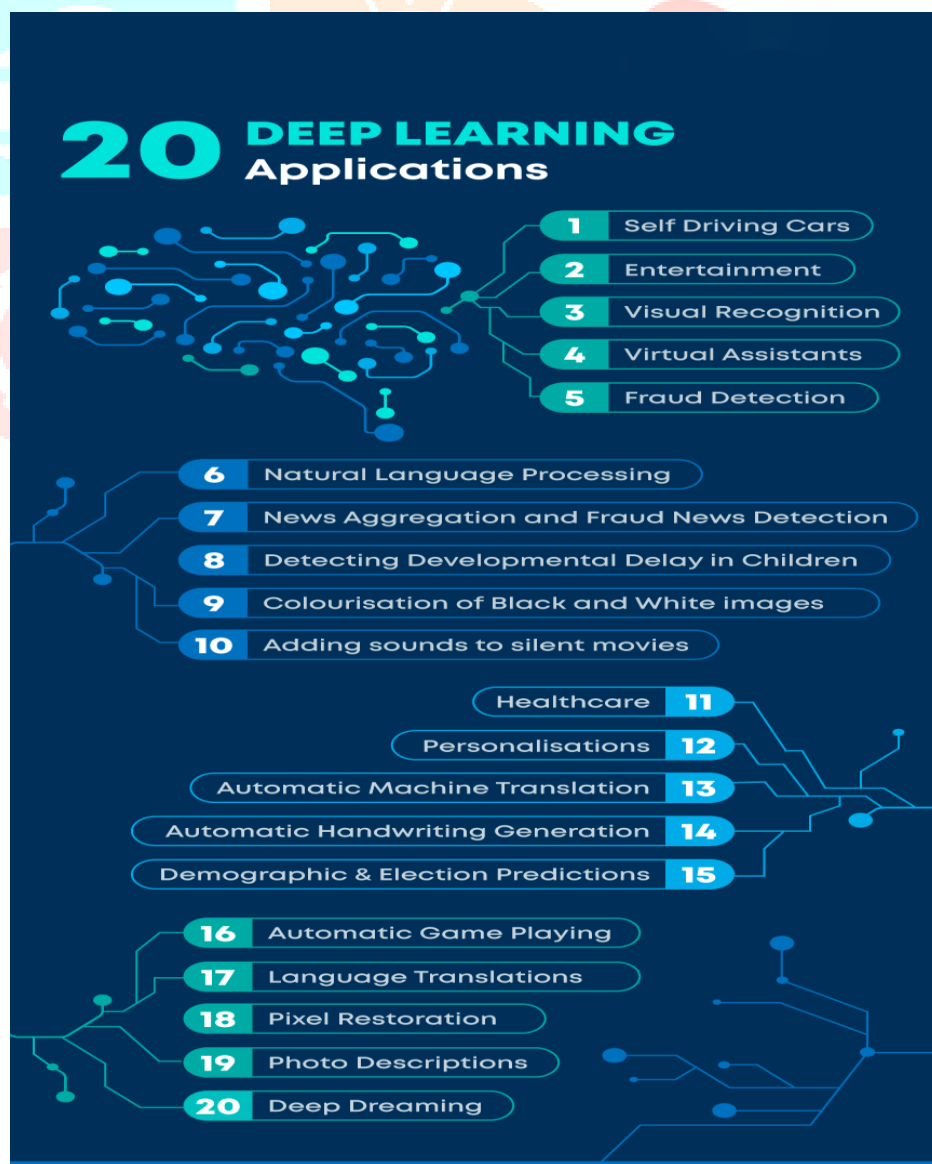 20 DEEP LEARNING
Applications
1 Self Driving Cars
2 Entertainment
3 Visual Recognition
4 Virtual Assistants
5 Fraud Detection
6 Natural Language Processing
7 News Aggregation and Fraud News Detection
8 Detecting Developmental Delay in Children
9 Colourisation of Black and White images
10 Adding sounds to silent movies
Healthcare 11
Personalisations 12
Automatic Machine Translation 13
Automatic Handwriting Generation 14
Demographic & Election Predictions 15
16 Automatic Game Playing
17 Language Translations
18 Pixel Restoration
19 Photo Descriptions
20 Deep Dreaming